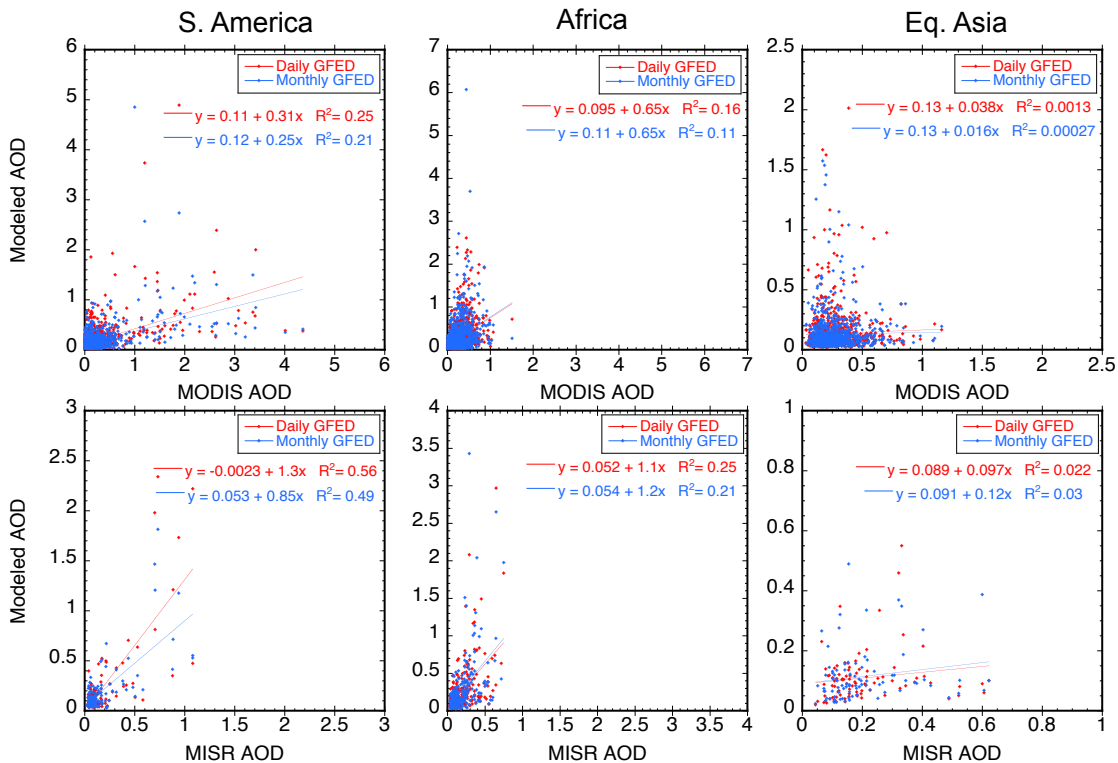 S. America
Africa
Eq. Asia
Modeled AOD
6
5
4
3
2
1
0
Daily GFED
Monthly GFED
y = 0.11 + 0.31x R²= 0.25
y = 0.12 + 0.25x R²= 0.21
0 1 2 3 4 5 6
MODIS AOD
7
6
5
4
3
2
1
0
Daily GFED
Monthly GFED
y = 0.095 + 0.65x R²= 0.16
y = 0.11 + 0.65x R²= 0.11
0 1 2 3 4 5 6 7
MODIS AOD
2.5
2
1.5
1
0.5
0
Daily GFED
Monthly GFED
y = 0.13 + 0.038x R²= 0.0013
y = 0.13 + 0.016x R²= 0.00027
0 0.5 1 1.5 2 2.5
MODIS AOD
Modeled AOD
3
2.5
2
1.5
1
0.5
0
Daily GFED
Monthly GFED
y = -0.0023 + 1.3x R²= 0.56
y = 0.053 + 0.85x R²= 0.49
0 0.5 1 1.5 2 2.5 3
MISR AOD
4
3.5
3
2.5
2
1.5
1
0.5
0
Daily GFED
Monthly GFED
y = 0.052 + 1.1x R²= 0.25
y = 0.054 + 1.2x R²= 0.21
0 0.5 1 1.5 2 2.5 3 3.5 4
MISR AOD
1
0.8
0.6
0.4
0.2
0
Daily GFED
Monthly GFED
y = 0.089 + 0.097x R²= 0.022
y = 0.091 + 0.12x R²= 0.03
0 0.2 0.4 0.6 0.8 1
MISR AOD